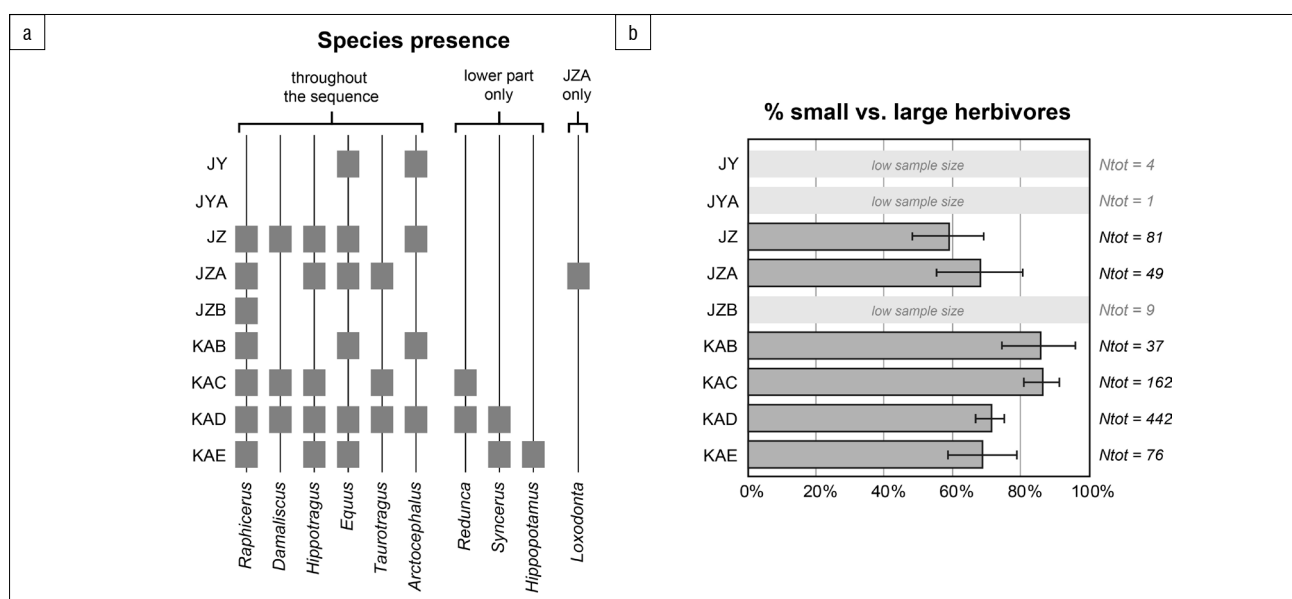 a
Species presence
throughout
the sequence
lower part
only
JZA
only
JY
JYA
JZ
JZA
JZB
KAB
KAC
KAD
KAE
Raphicerus
Damaliscus
Hippotragus
Equus
Taurotragus
Arctocephalus
Redunca
Syncerus
Hippopotamus
Loxodonta
b
% small vs. large herbivores
JY low sample size Ntot = 4
JYA low sample size Ntot = 1
JZ Ntot = 81
JZA Ntot = 49
JZB low sample size Ntot = 9
KAB Ntot = 37
KAC Ntot = 162
KAD Ntot = 442
KAE Ntot = 76
0% 20% 40% 60% 80% 100%